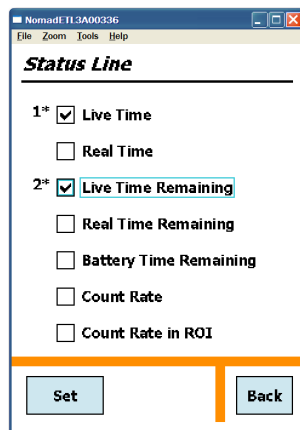 NomadETL3A00336
File Zoom Tools Help
Status Line
1* Live Time
Real Time
2* Live Time Remaining
Real Time Remaining
Battery Time Remaining
Count Rate
Count Rate in ROI
Set Back